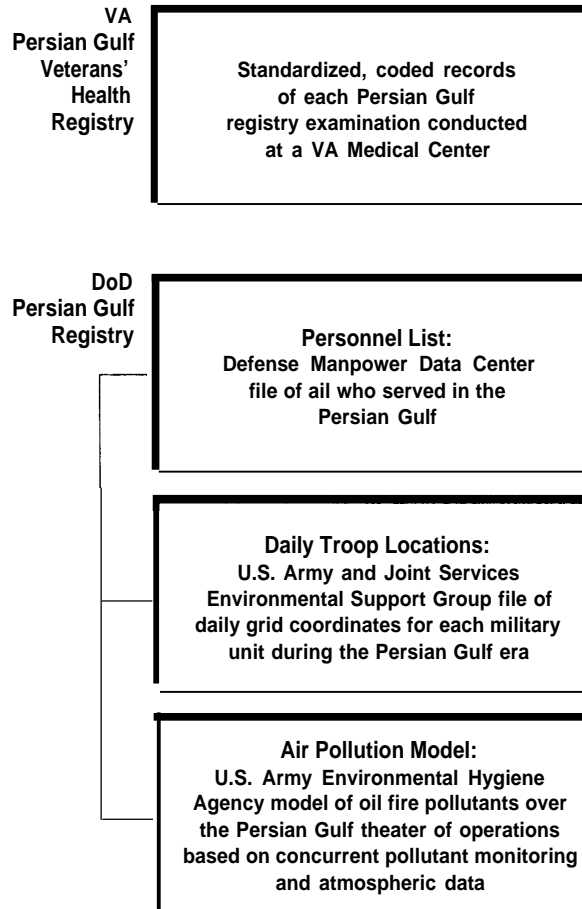 VA
Persian Gulf
Veterans’
Health
Registry
Standardized, coded records
of each Persian Gulf
registry examination conducted
at a VA Medical Center
DoD
Persian Gulf
Registry
Personnel List:
Defense Manpower Data Center
file of ail who served in the
Persian Gulf
Daily Troop Locations:
U.S. Army and Joint Services
Environmental Support Group file of
daily grid coordinates for each military
unit during the Persian Gulf era
Air Pollution Model:
U.S. Army Environmental Hygiene
Agency model of oil fire pollutants over
the Persian Gulf theater of operations
based on concurrent pollutant monitoring
and atmospheric data